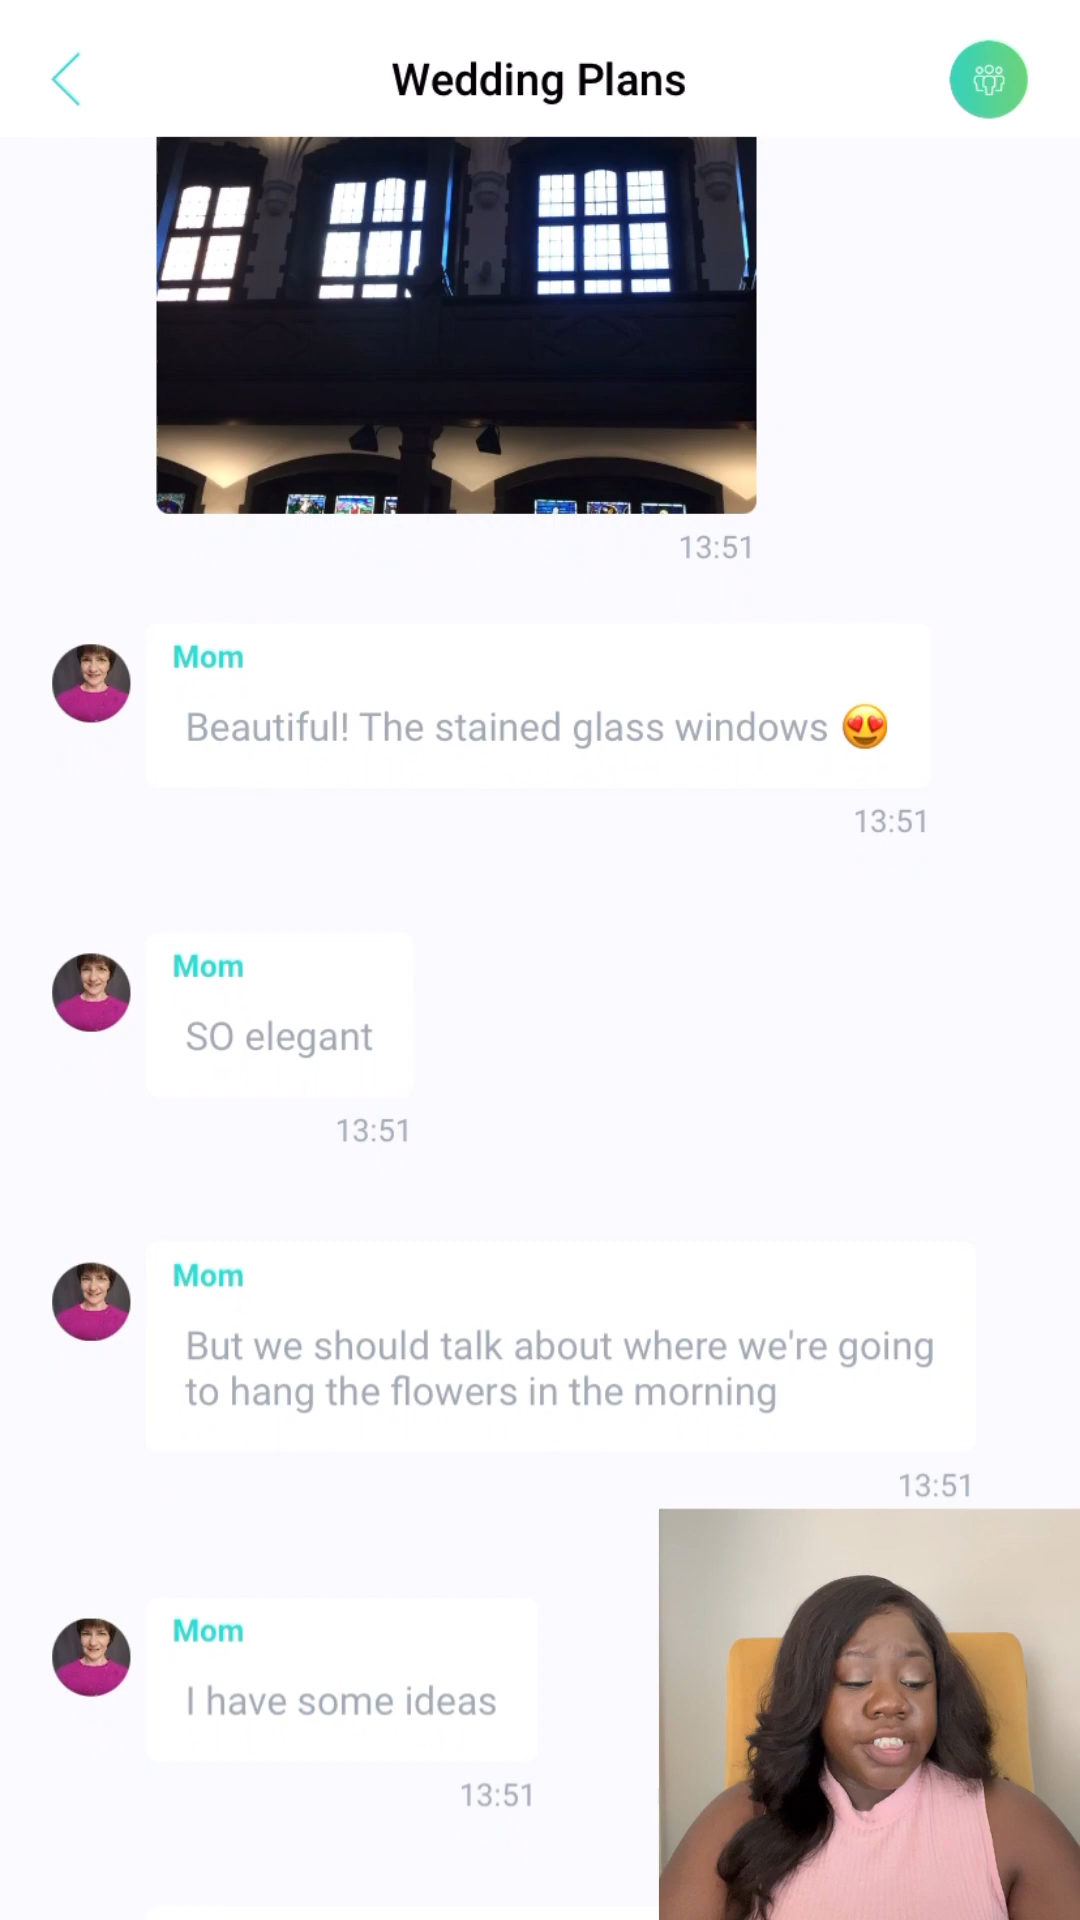 Wedding Plans
13:51
Mom
Beautiful! The stained glass windows 😍
13:51
Mom
SO elegant
13:51
Mom
But we should talk about where we're going
to hang the flowers in the morning
13:51
Mom
I have some ideas
13:51